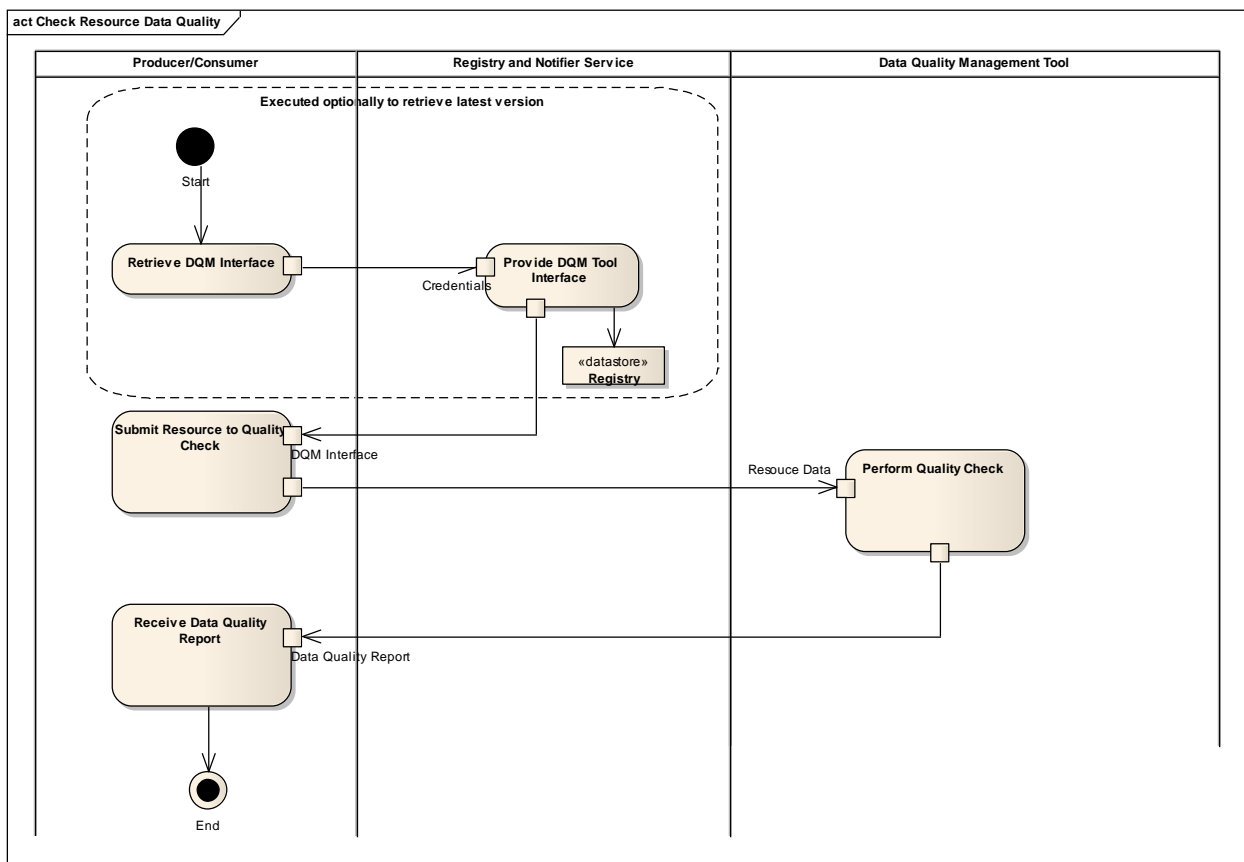 act Check Resource Data Quality
Producer/Consumer
Registry and Notifier Service
Data Quality Management Tool
Executed optionally to retrieve latest version
Start
Retrieve DQM Interface
Credentials
Provide DQM Tool
Interface
«datastore»
Registry
Submit Resource to Quality
Check
DQM Interface
Resouce Data
Perform Quality Check
Receive Data Quality
Report
Data Quality Report
End